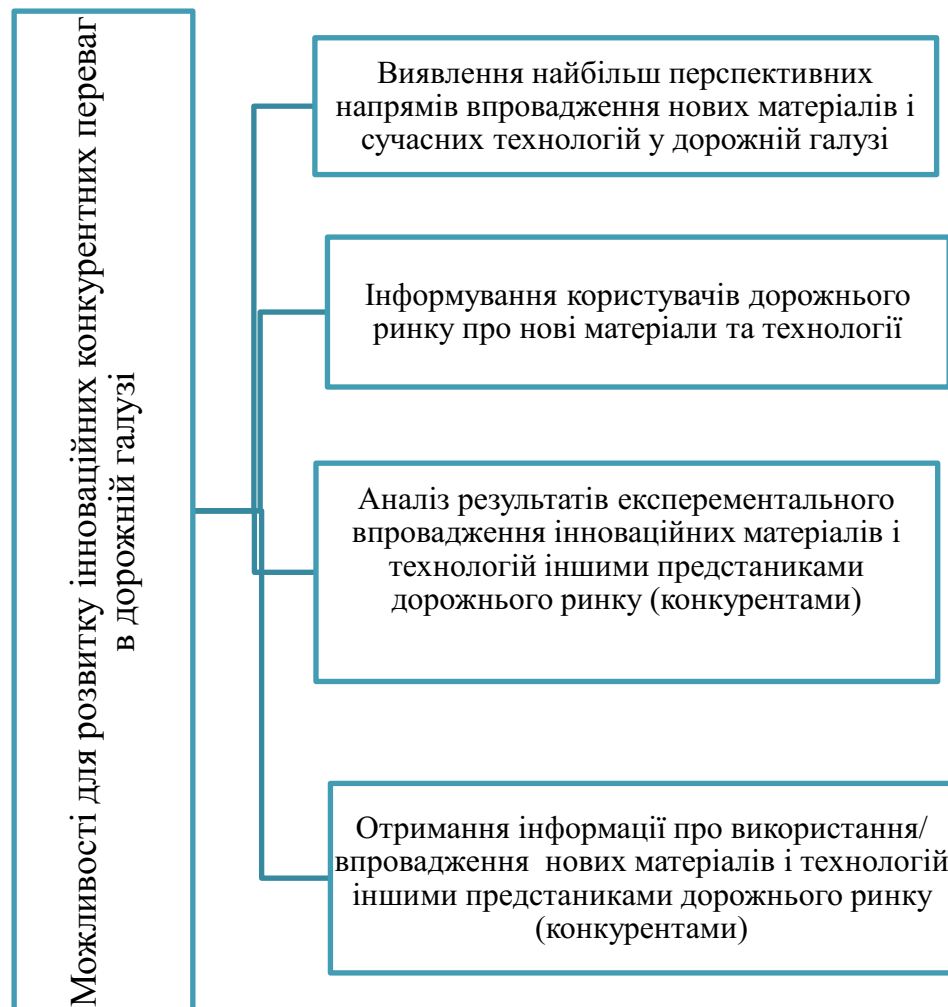 Можливості для розвитку інноваційних конкурентних переваг
в дорожній галузі
Виявлення найбільш перспективних
напрямів впровадження нових матеріалів і
сучасних технологій у дорожній галузі
Інформування користувачів дорожнього
ринку про нові матеріали та технології
Аналіз результатів експерементального
впровадження інноваційних матеріалів і
технологій іншими предстаниками
дорожнього ринку (конкурентами)
Отримання інформації про використання/
впровадження нових матеріалів і технологій
іншими предстаниками дорожнього ринку
(конкурентами)